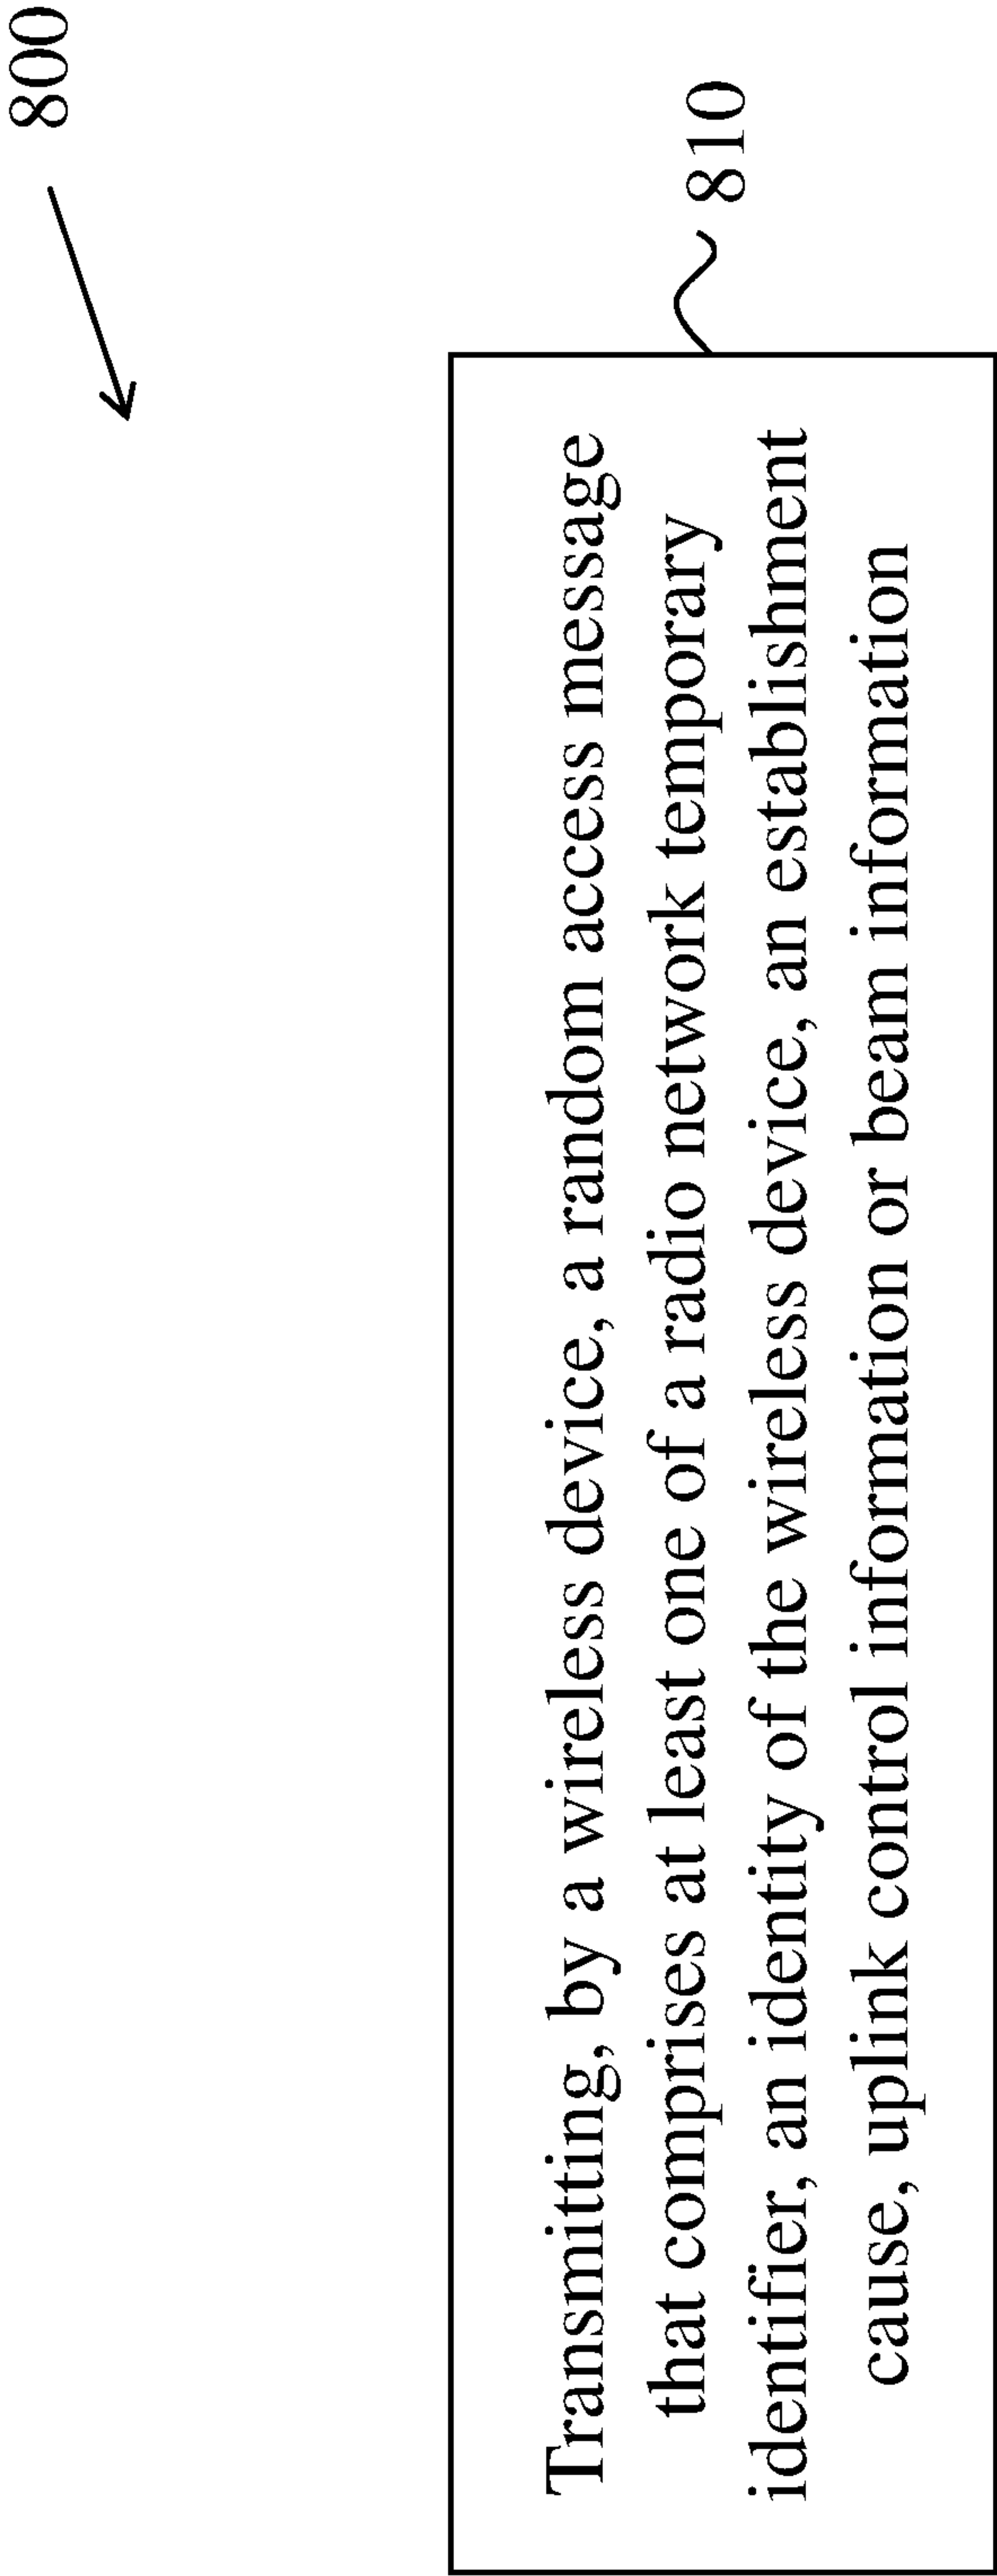 800
810
Transmitting, by a wireless device, a random access message
that comprises at least one of a radio network temporary
identifier, an identity of the wireless device, an establishment
cause, uplink control information or beam information